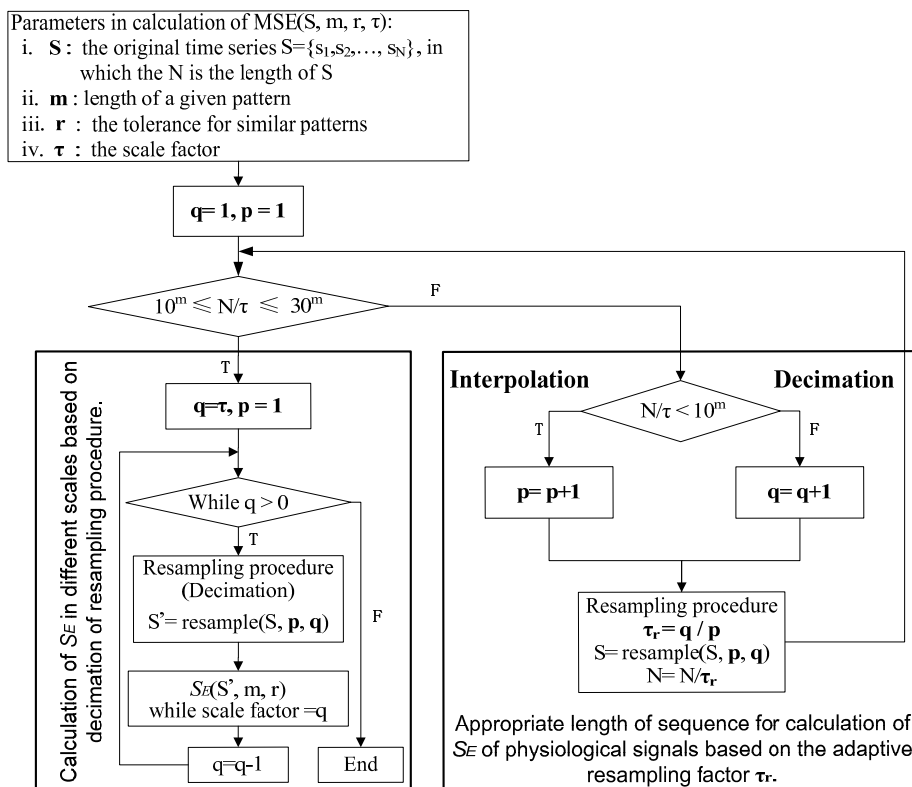 Parameters in calculation of MSE(S, m, r, τ):
i. S : the original time series S={s1,s2,…, sN}, in
which the N is the length of S
ii. m : length of a given pattern
iii. r : the tolerance for similar patterns
iv. τ : the scale factor
q= 1, p = 1
10^m ≤ N/τ ≤ 30^m
F
T
Calculation of SE in different scales based on
decimation of resampling procedure.
q=τ, p = 1
While q > 0
T
F
Resampling procedure
(Decimation)
S’= resample(S, p, q)
SE(S’, m, r)
while scale factor =q
q=q-1
End
Interpolation
Decimation
N/τ < 10^m
T
F
p= p+1
q= q+1
Resampling procedure
τr= q / p
S= resample(S, p, q)
N= N/τr
Appropriate length of sequence for calculation of
SE of physiological signals based on the adaptive
resampling factor τr.